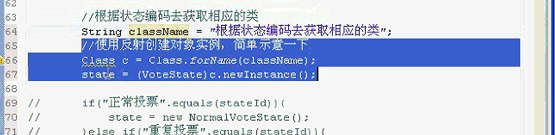 63 //根据状态编码去获取相应的类
64 String className = "根据状态编码去获取相应的类";
65 //使用反射创建对象实例，简单示意一下
66 Class c = Class.forName(className);
67 state = (VoteState)c.newInstance();
68
69 // if("正常投票".equals(stateId)){
70 // state = new NormalVoteState();
71 // }else if("重复投票".equals(stateId)){